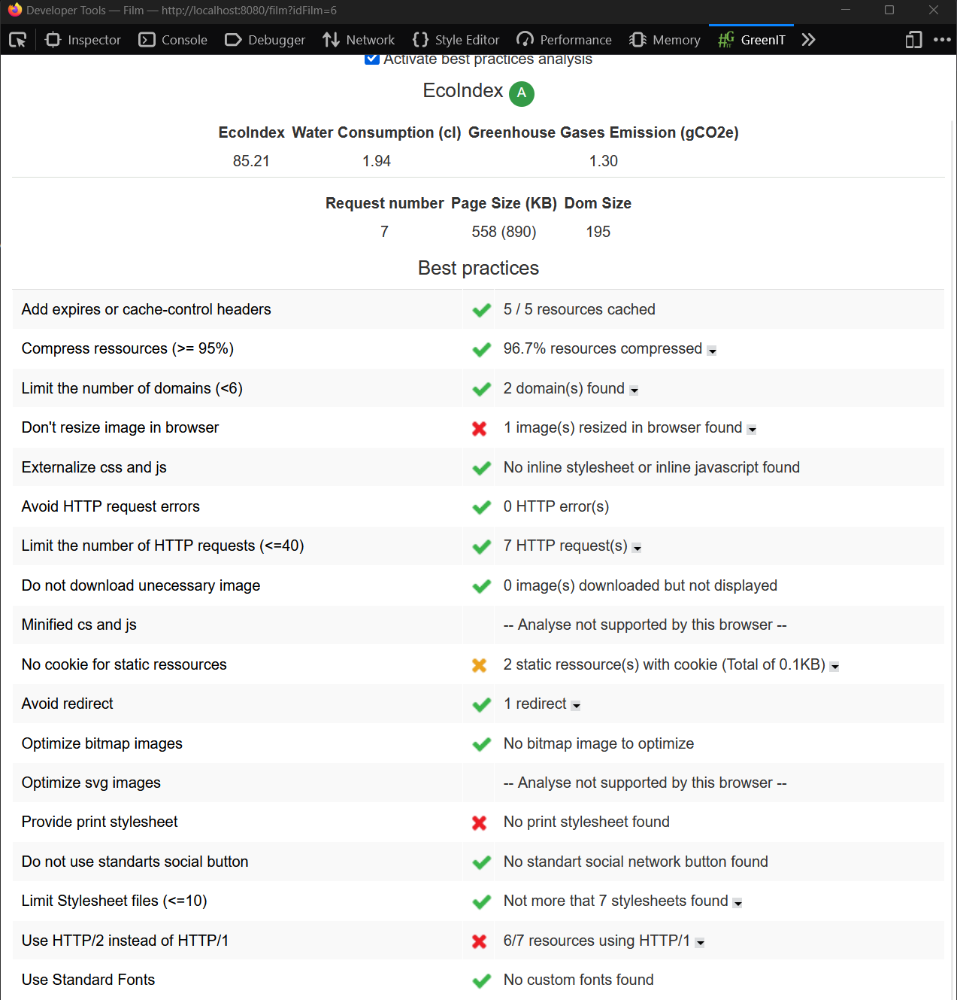 Developer Tools — Film — http://localhost:8080/film?idFilm=6
Inspector Console Debugger Network Style Editor Performance Memory GreenIT
Activate best practices analysis
EcoIndex A
EcoIndex Water Consumption (cl) Greenhouse Gases Emission (gCO2e)
85.21 1.94 1.30
Request number Page Size (KB) Dom Size
7 558 (890) 195
Best practices
Add expires or cache-control headers 5 / 5 resources cached
Compress ressources (>= 95%) 96.7% resources compressed
Limit the number of domains (<6) 2 domain(s) found
Don't resize image in browser 1 image(s) resized in browser found
Externalize css and js No inline stylesheet or inline javascript found
Avoid HTTP request errors 0 HTTP error(s)
Limit the number of HTTP requests (<=40) 7 HTTP request(s)
Do not download unecessary image 0 image(s) downloaded but not displayed
Minified cs and js -- Analyse not supported by this browser --
No cookie for static ressources 2 static ressource(s) with cookie (Total of 0.1KB)
Avoid redirect 1 redirect
Optimize bitmap images No bitmap image to optimize
Optimize svg images -- Analyse not supported by this browser --
Provide print stylesheet No print stylesheet found
Do not use standarts social button No standart social network button found
Limit Stylesheet files (<=10) Not more that 7 stylesheets found
Use HTTP/2 instead of HTTP/1 6/7 resources using HTTP/1
Use Standard Fonts No custom fonts found